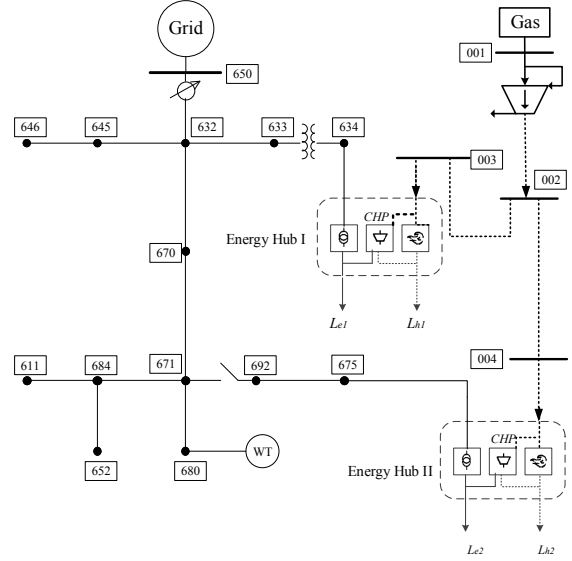 Grid
Gas
650
001
646
645
632
633
634
003
002
CHP
Energy Hub I
670
Le1
Lh1
611
684
671
692
675
004
652
680
WT
CHP
Energy Hub II
Le2
Lh2